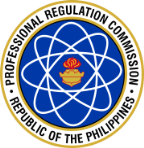 PROFESSIONAL REGULATION COMMISSION
REPUBLIC OF THE PHILIPPINES